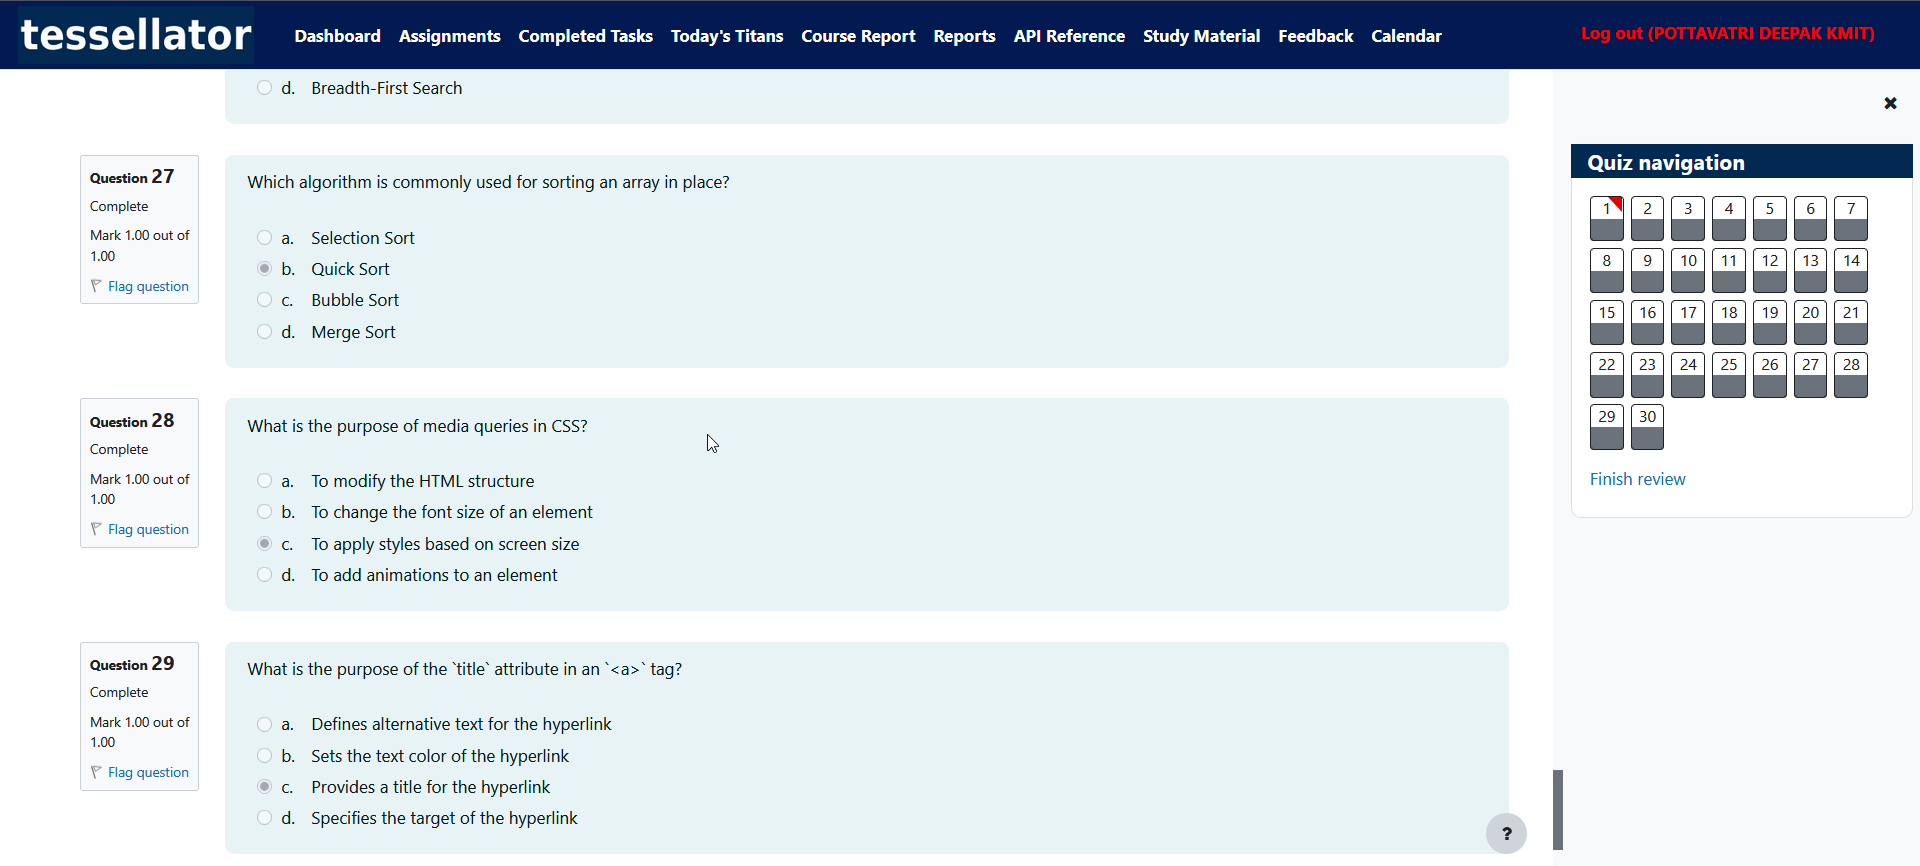 tessellator
Dashboard Assignments Completed Tasks Today's Titans Course Report Reports API Reference Study Material Feedback Calendar
Log out (POTTAVATRI DEEPAK KMIT)
d. Breadth-First Search
Question 27
Complete
Mark 1.00 out of
1.00
Flag question
Which algorithm is commonly used for sorting an array in place?
a. Selection Sort
b. Quick Sort
c. Bubble Sort
d. Merge Sort
Question 28
Complete
Mark 1.00 out of
1.00
Flag question
What is the purpose of media queries in CSS?
a. To modify the HTML structure
b. To change the font size of an element
c. To apply styles based on screen size
d. To add animations to an element
Question 29
Complete
Mark 1.00 out of
1.00
Flag question
What is the purpose of the `title` attribute in an `<a>` tag?
a. Defines alternative text for the hyperlink
b. Sets the text color of the hyperlink
c. Provides a title for the hyperlink
d. Specifies the target of the hyperlink
?
Quiz navigation
1 2 3 4 5 6 7
8 9 10 11 12 13 14
15 16 17 18 19 20 21
22 23 24 25 26 27 28
29 30
Finish review